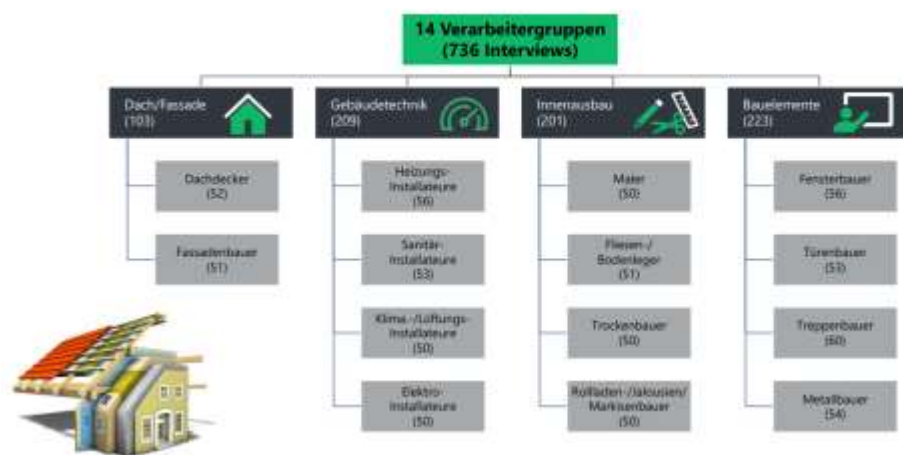 14 Verarbeitergruppen
(736 Interviews)
Dach/Fassade
(103)
Gebäudetechnik
(209)
Innenausbau
(201)
Bauelemente
(223)
Dachdecker
(52)
Fassadenbauer
(51)
Heizungs-
Installateure
(56)
Sanitär-
Installateure
(53)
Klima-/Lüftungs-
Installateure
(50)
Elektro-
Installateure
(50)
Maler
(50)
Fliesen-/
Bodenleger
(51)
Trockenbauer
(50)
Rollladen-/Jalousien/
Markisenbauer
(50)
Fensterbauer
(56)
Türenbauer
(53)
Treppenbauer
(60)
Metallbauer
(54)